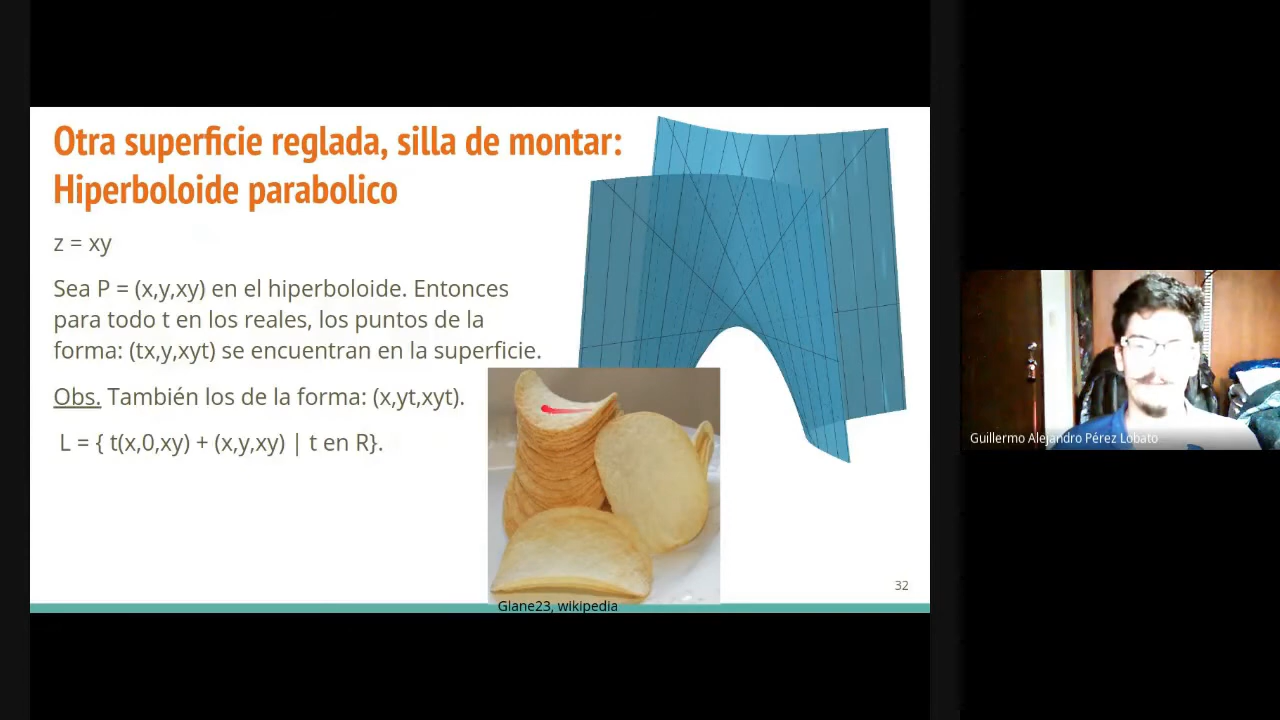 Otra superficie reglada, silla de montar:
Hiperboloide parabolico
z = xy
Sea P = (x,y,xy) en el hiperboloide. Entonces
para todo t en los reales, los puntos de la
forma: (tx,y,xyt) se encuentran en la superficie.
Obs. También los de la forma: (x,yt,xyt).
L = { t(x,0,xy) + (x,y,xy) | t en R}.
Glane23, wikipedia
32
Guillermo Alejandro Pérez Lobato